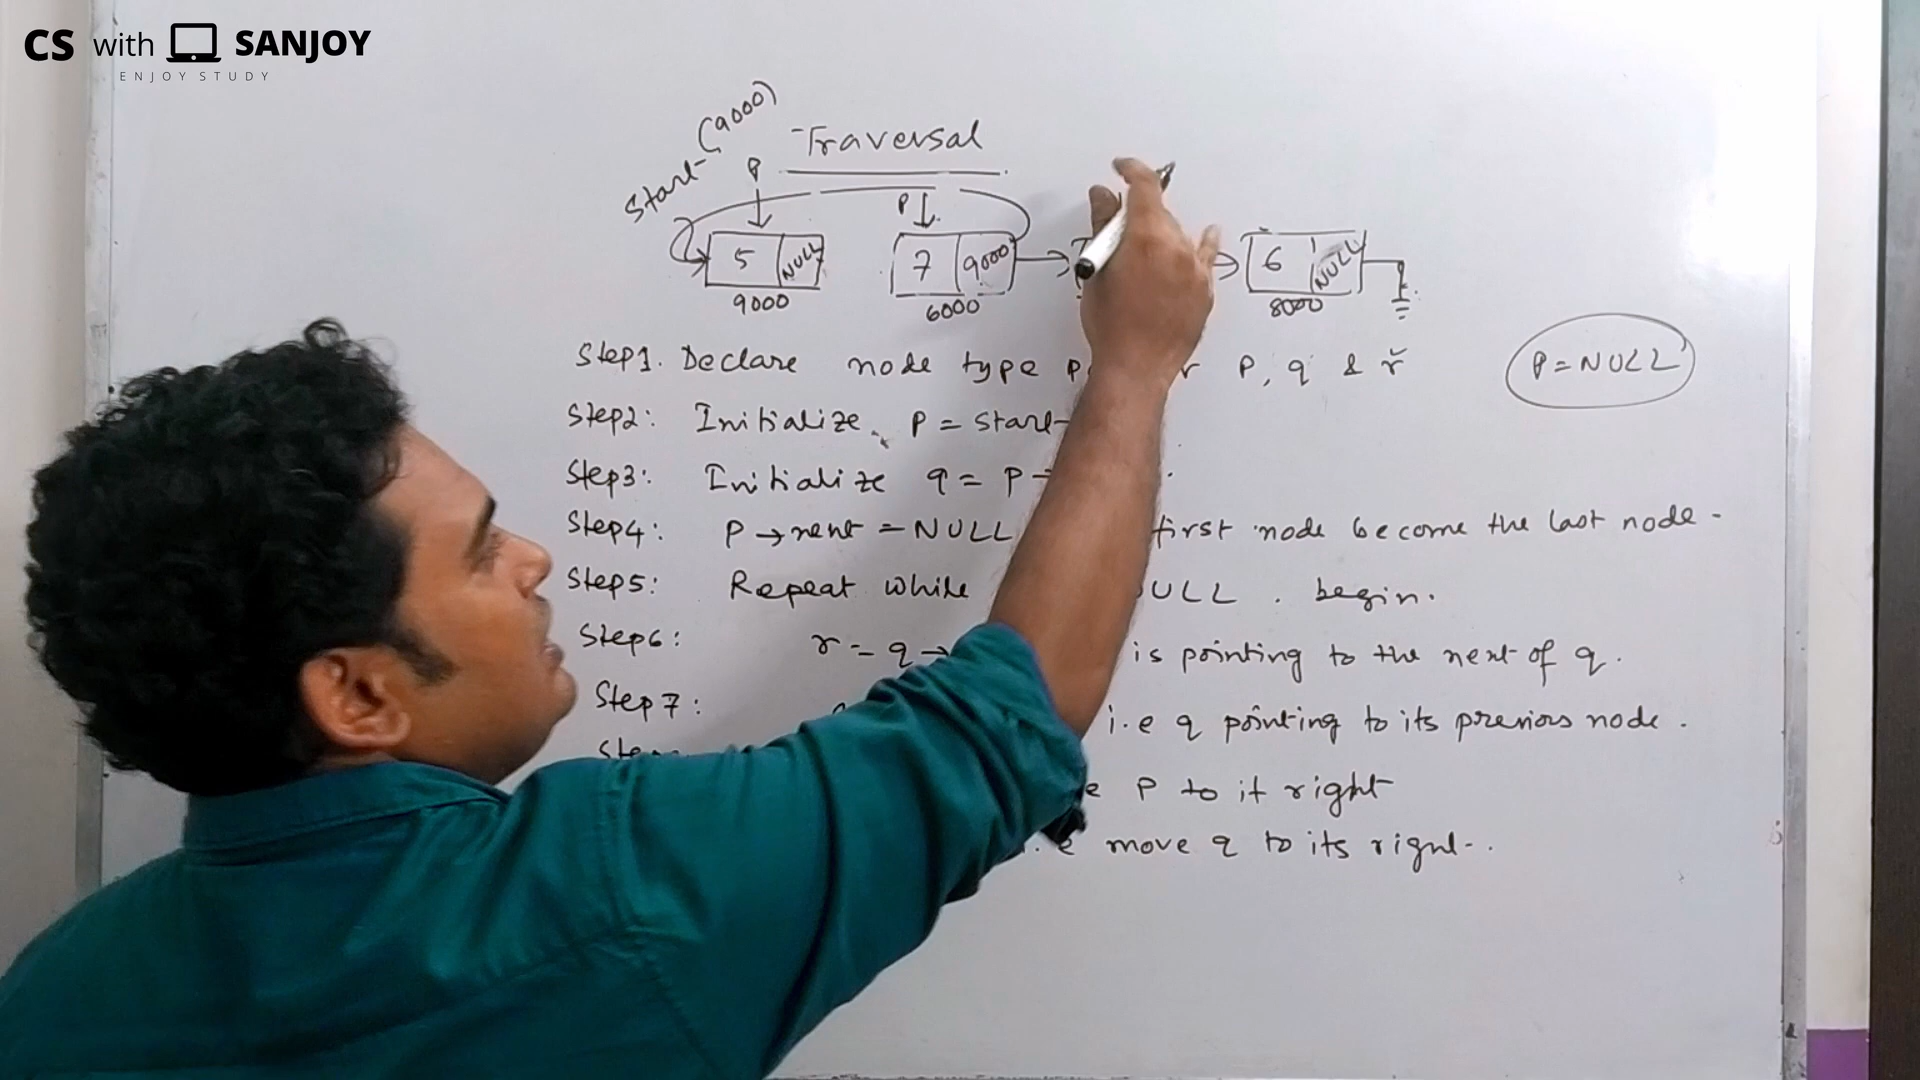 CS with SANJOY
ENJOY STUDY
Start (9000)
Traversal
P
P
5 NULL
7 9000
6 NULL
9000
6000
8000
P = NULL
Step1. Declare node type P, q & r
Step2: Initialize P = Start
Step3: Initialize q = P
Step4: P → next = NULL first node become the last node
Step5: Repeat while ULL . begin.
Step6: r = q → is pointing to the next of q.
Step7: i.e q pointing to its previous node .
P to it right
move q to its right..